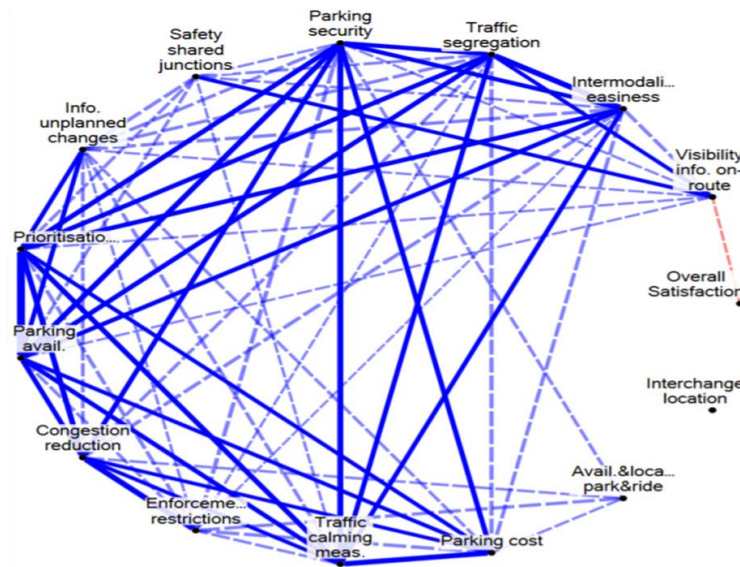 Parking
security
Traffic
segregation
Safety
shared
junctions
Intermodali...
easiness
Info.
unplanned
changes
Visibility
info. on-
route
Prioritisatio...
Overall
Satisfaction
Parking
avail.
Interchange
location
Congestion
reduction
Avail.&loca...
park&ride
Enforceme...
restrictions
Traffic
calming
meas.
Parking cost